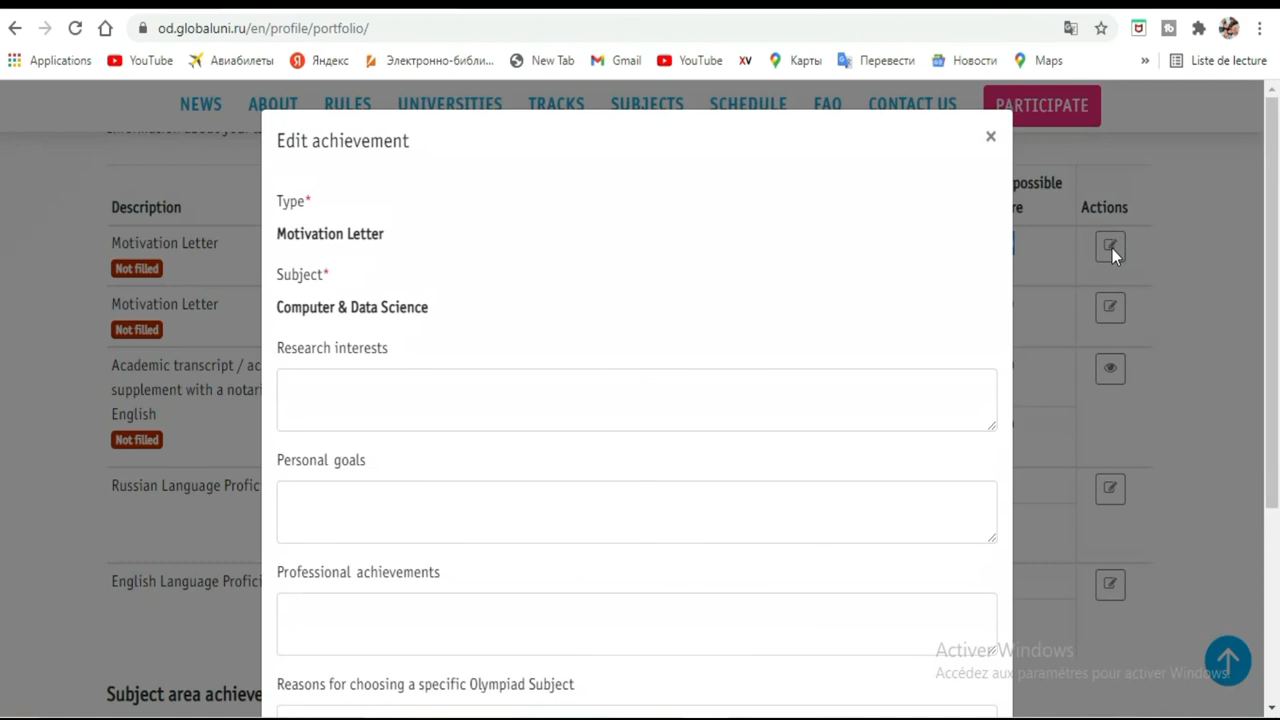 od.globaluni.ru/en/profile/portfolio/
Applications YouTube Авиабилеты Яндекс Электронно-библи... New Tab Gmail YouTube XV Карты Перевести Новости Maps » Liste de lecture
NEWS ABOUT RULES UNIVERSITIES TRACKS SUBJECTS SCHEDULE FAQ CONTACT US PARTICIPATE
Edit achievement ×
Type*
Motivation Letter
Subject*
Computer & Data Science
Research interests
Personal goals
Professional achievements
Reasons for choosing a specific Olympiad Subject
Description possible Actions
Motivation Letter
Not filled
Motivation Letter
Not filled
Academic transcript / ac
supplement with a notari
English
Not filled
Russian Language Profic
English Language Profici
Subject area achieve
Activer Windows
Accédez aux paramètres pour activer Windows.